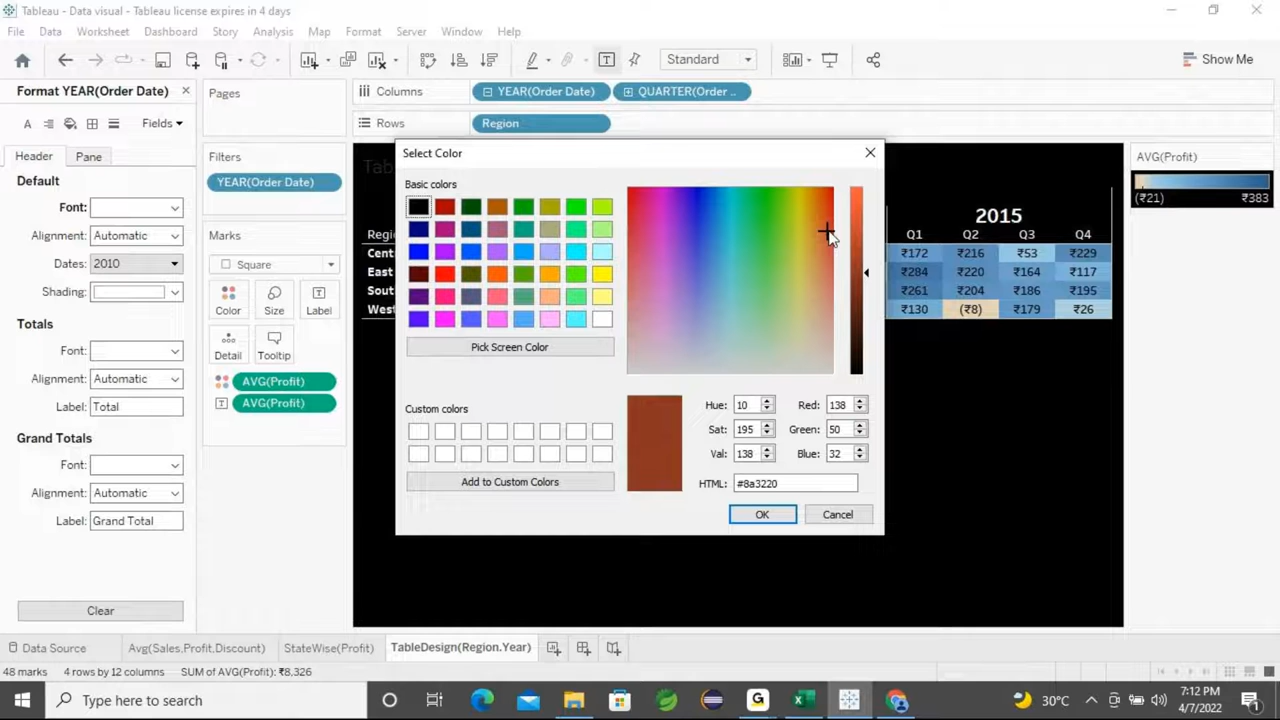 Tableau - Data visual - Tableau license expires in 4 days
File Data Worksheet Dashboard Story Analysis Map Format Server Window Help
Standard
Show Me
Format YEAR(Order Date)
Fields
Header Pane
Default
Font:
Alignment: Automatic
Dates: 2010
Shading:
Totals
Font:
Alignment: Automatic
Label: Total
Grand Totals
Font:
Alignment: Automatic
Label: Grand Total
Clear
Pages
Filters
YEAR(Order Date)
Marks
Square
Color Size Label
Detail Tooltip
AVG(Profit)
AVG(Profit)
Columns YEAR(Order Date) QUARTER(Order ..
Rows Region
Tab
2015
Regi Q1 Q2 Q3 Q4
Cent ₹172 ₹216 ₹53 ₹229
East ₹284 ₹220 ₹164 ₹117
Sout ₹261 ₹204 ₹186 ₹195
West ₹130 (₹8) ₹179 ₹26
Select Color
Basic colors
Pick Screen Color
Custom colors
Add to Custom Colors
Hue: 10 Red: 138
Sat: 195 Green: 50
Val: 138 Blue: 32
HTML: #8a3220
OK Cancel
AVG(Profit)
(₹21) ₹383
Data Source Avg(Sales,Profit,Discount) StateWise(Profit) TableDesign(Region.Year)
48 marks 4 rows by 12 columns SUM of AVG(Profit): ₹8,326
Type here to search
30°C
7:12 PM
4/7/2022